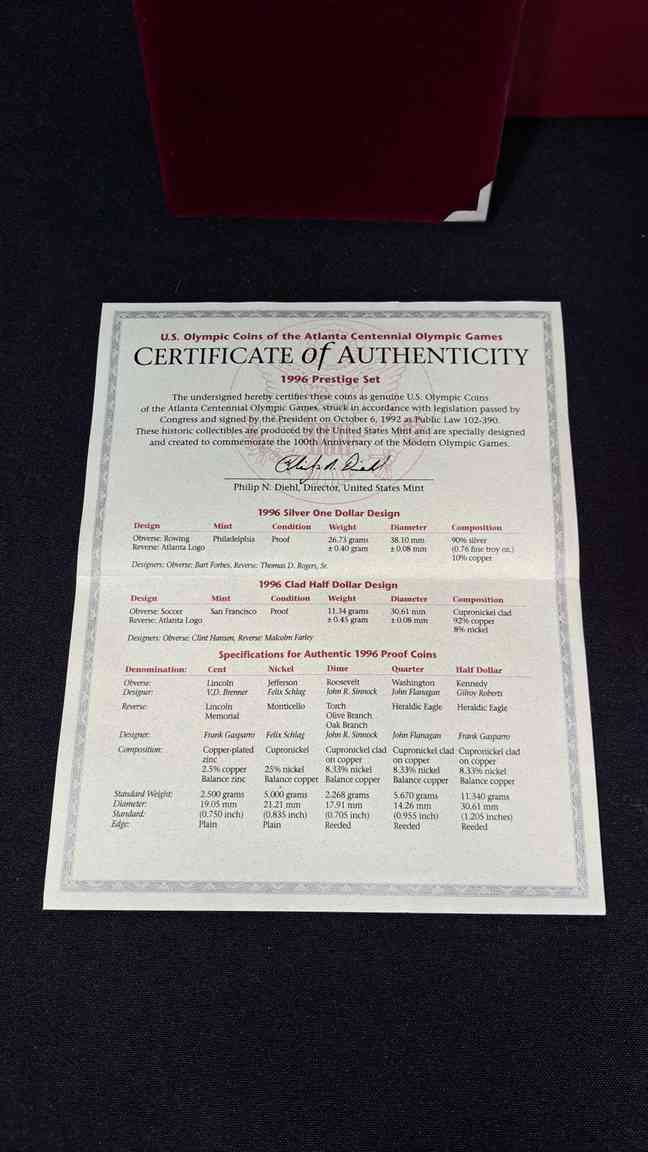 U.S. Olympic Coins of the Atlanta Centennial Olympic Games
CERTIFICATE of AUTHENTICITY
1996 Prestige Set
The undersigned hereby certifies these coins as genuine U.S. Olympic Coins
of the Atlanta Centennial Olympic Games, struck in accordance with legislation passed by
Congress and signed by the President on October 6, 1992 as Public Law 102-390.
These historic collectibles are produced by the United States Mint and are specially designed
and created to commemorate the 100th Anniversary of the Modern Olympic Games.
Philip N. Diehl
Philip N. Diehl, Director, United States Mint
1996 Silver One Dollar Design
Design Mint Condition Weight Diameter Composition
Obverse: Rowing Philadelphia Proof 26.73 grams 38.10 mm 90% silver
Reverse: Atlanta Logo ± 0.40 gram ± 0.08 mm (0.76 fine troy oz.)
10% copper
Designers: Obverse: Bart Forbes, Reverse: Thomas D. Rogers, Sr.
1996 Clad Half Dollar Design
Design Mint Condition Weight Diameter Composition
Obverse: Soccer San Francisco Proof 11.34 grams 30.61 mm Cupronickel clad
Reverse: Atlanta Logo ± 0.45 gram ± 0.08 mm 92% copper
8% nickel
Designers: Obverse: Clint Hansen, Reverse: Malcolm Farley
Specifications for Authentic 1996 Proof Coins
Denomination: Cent Nickel Dime Quarter Half Dollar
Obverse: Lincoln Jefferson Roosevelt Washington Kennedy
Designer: V.D. Brenner Felix Schlag John R. Sinnock John Flanagan Gilroy Roberts
Reverse: Lincoln Monticello Torch Heraldic Eagle Heraldic Eagle
Memorial Olive Branch
Oak Branch
Designer: Frank Gasparro Felix Schlag John R. Sinnock John Flanagan Frank Gasparro
Composition: Copper-plated Cupronickel Cupronickel clad Cupronickel clad Cupronickel clad
zinc on copper on copper on copper
2.5% copper 25% nickel 8.33% nickel 8.33% nickel 8.33% nickel
Balance zinc Balance copper Balance copper Balance copper Balance copper
Standard Weight: 2.500 grams 5.000 grams 2.268 grams 5.670 grams 11.340 grams
Diameter: 19.05 mm 21.21 mm 17.91 mm 14.26 mm 30.61 mm
Standard: (0.750 inch) (0.835 inch) (0.705 inch) (0.955 inch) (1.205 inches)
Edge: Plain Plain Reeded Reeded Reeded